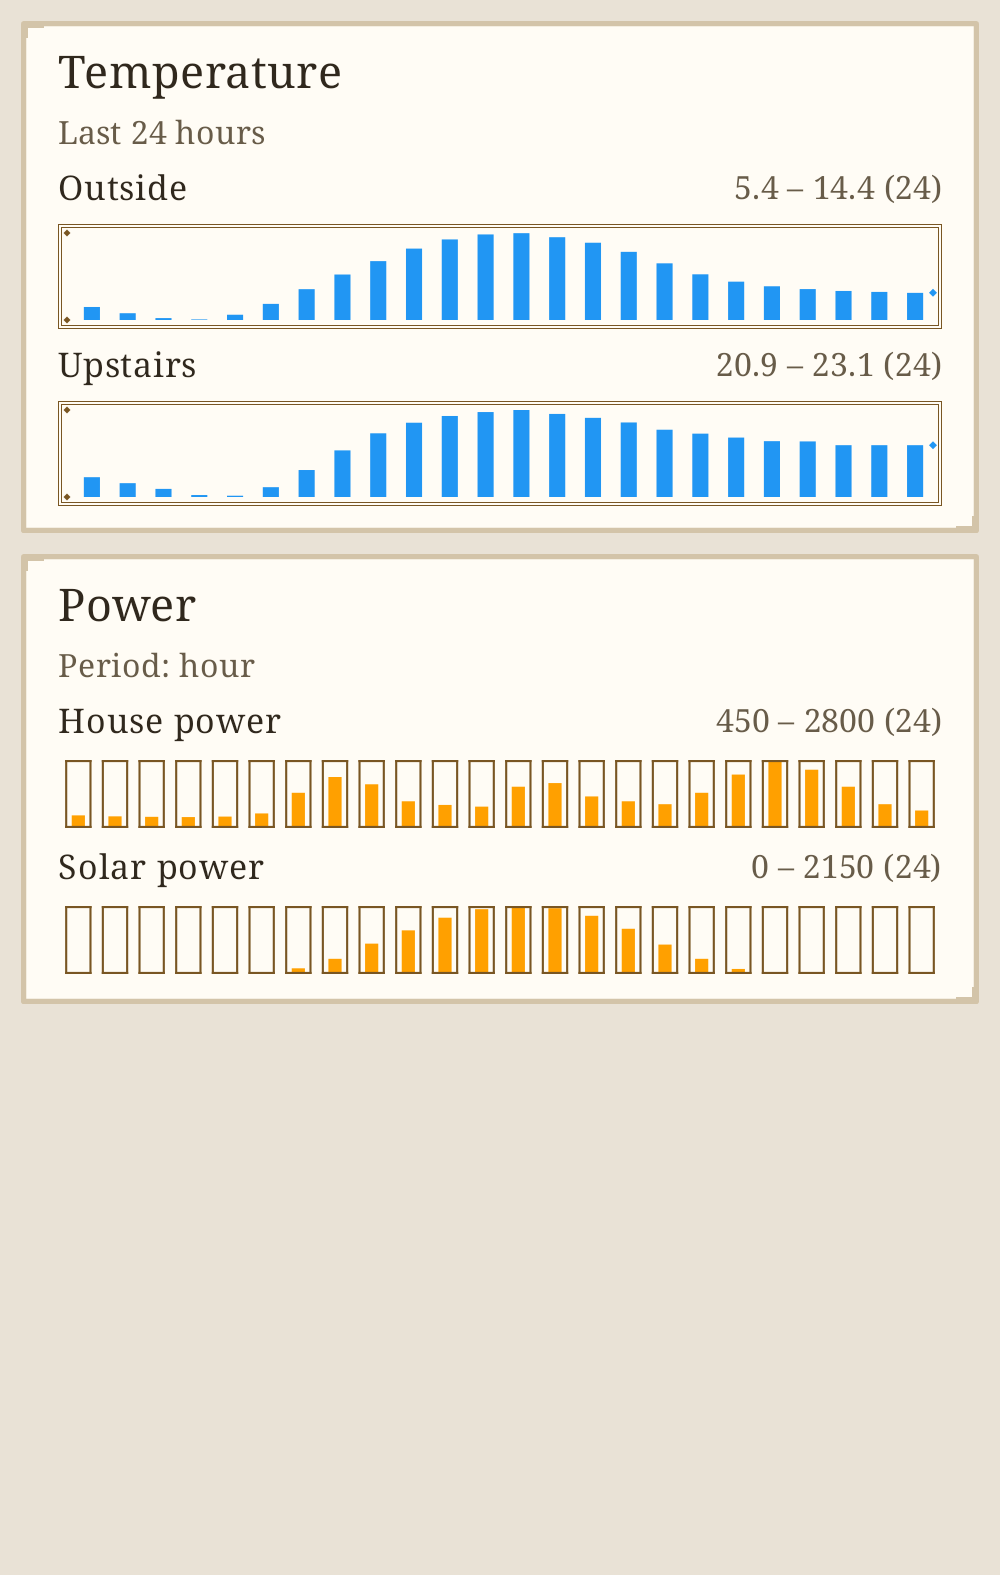 Temperature
Last 24 hours
Outside 5.4 – 14.4 (24)
Upstairs 20.9 – 23.1 (24)
Power
Period: hour
House power 450 – 2800 (24)
Solar power 0 – 2150 (24)